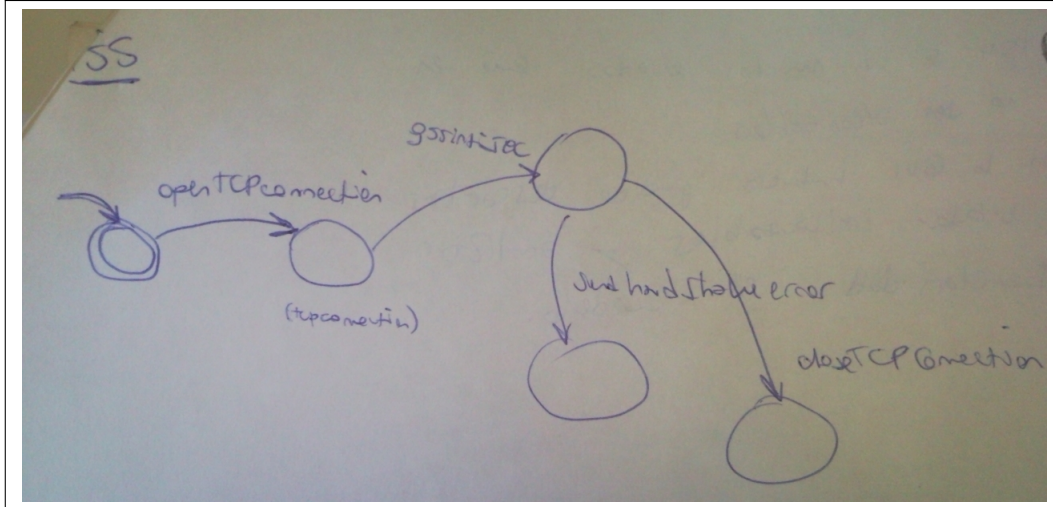 SS
gssinitsec
openTCPconnection
(tcpconnection)
send handshake error
closeTCPConnection